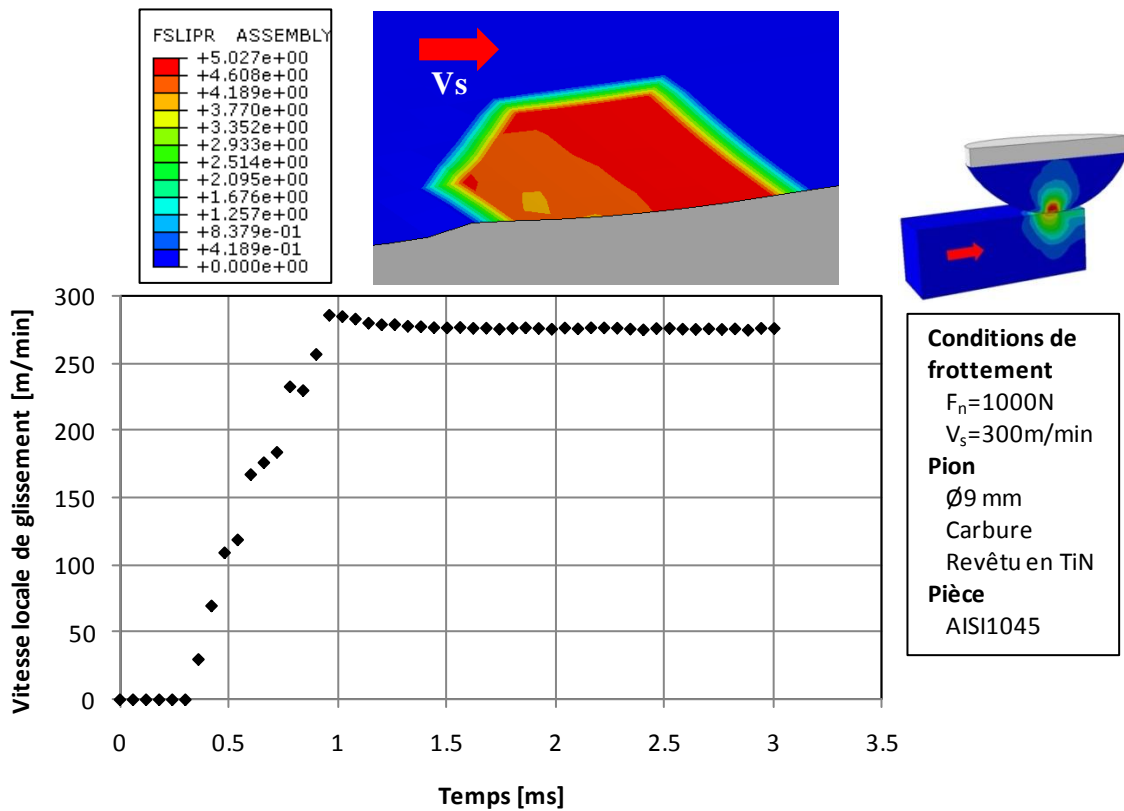 FSLIPR ASSEMBLY
+5.027e+00
+4.608e+00
+4.189e+00
+3.770e+00
+3.352e+00
+2.933e+00
+2.514e+00
+2.095e+00
+1.676e+00
+1.257e+00
+8.379e-01
+4.189e-01
+0.000e+00
Vs
Vitesse locale de glissement [m/min]
300
250
200
150
100
50
0
0 0.5 1 1.5 2 2.5 3 3.5
Temps [ms]
Conditions de
frottement
Fn=1000N
Vs=300m/min
Pion
Ø9 mm
Carbure
Revêtu en TiN
Pièce
AISI1045